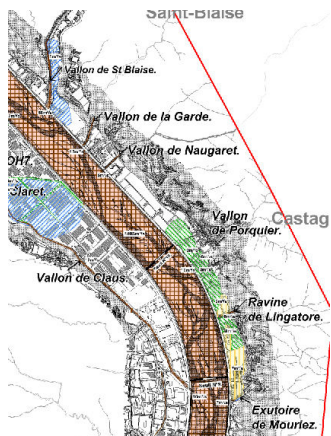 Saint-Blaise
Vallon de St Blaise.
Vallon de la Garde.
Vallon de Naugaret.
OH7.
Claret.
Vallon
de Porquier.
Castag
Vallon de Claus.
Ravine
de Lingatore.
Exutoire
de Mouriez.